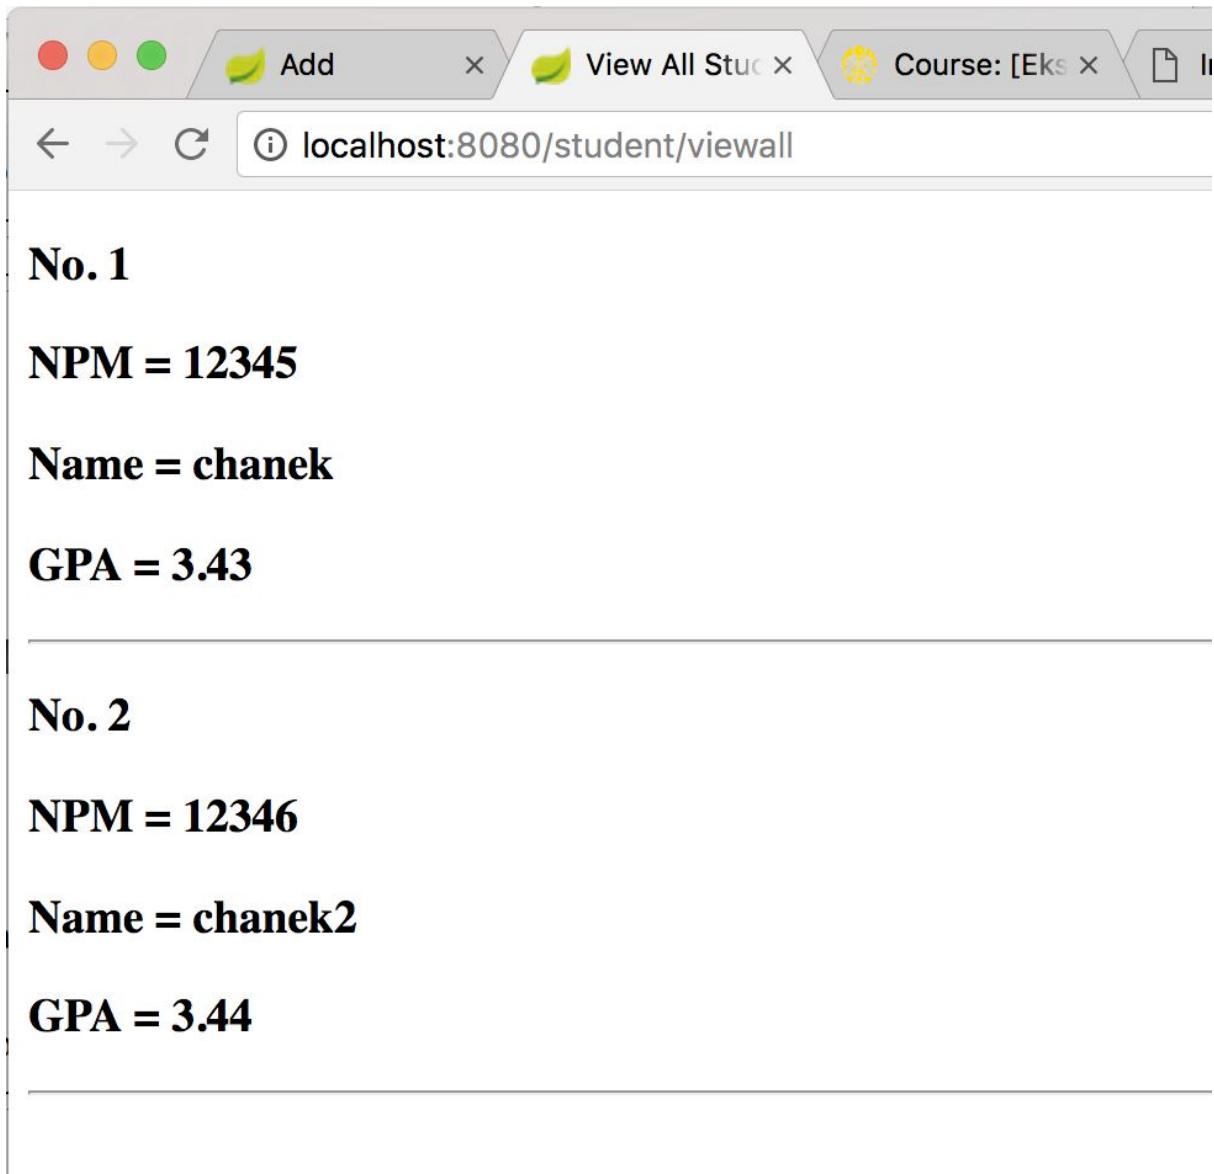 Add
View All Stud
Course: [Eks
localhost:8080/student/viewall
No. 1
NPM = 12345
Name = chanek
GPA = 3.43
No. 2
NPM = 12346
Name = chanek2
GPA = 3.44